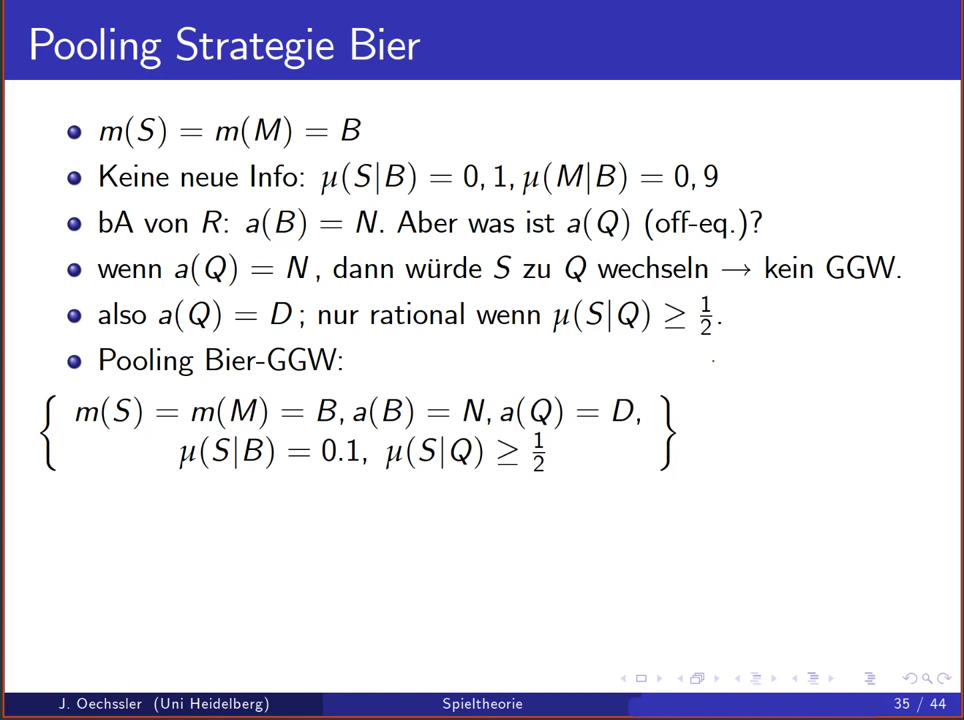 Pooling Strategie Bier
m(S) = m(M) = B
Keine neue Info: μ(S|B) = 0, 1, μ(M|B) = 0, 9
bA von R: a(B) = N. Aber was ist a(Q) (off-eq.)?
wenn a(Q) = N , dann würde S zu Q wechseln → kein GGW.
also a(Q) = D ; nur rational wenn μ(S|Q) ≥ 1/2.
Pooling Bier-GGW:
{ m(S) = m(M) = B, a(B) = N, a(Q) = D,
μ(S|B) = 0.1, μ(S|Q) ≥ 1/2 }
J. Oechssler (Uni Heidelberg) Spieltheorie 35 / 44